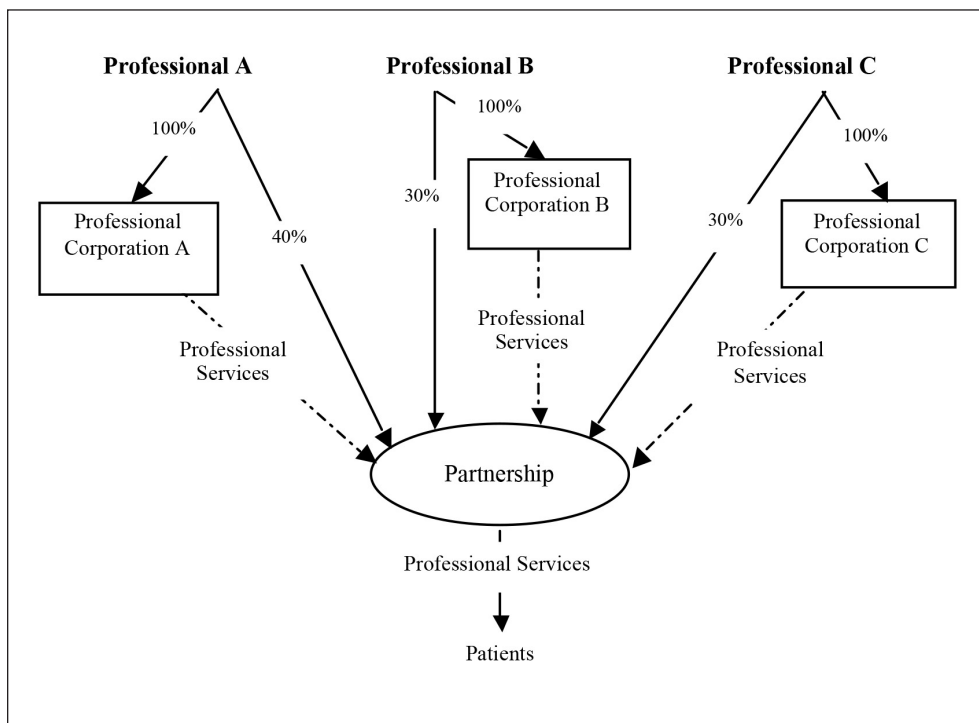 Professional A
Professional B
Professional C
100%
100%
100%
Professional
Corporation A
Professional
Corporation B
Professional
Corporation C
40%
30%
30%
Professional
Services
Professional
Services
Professional
Services
Partnership
Professional Services
Patients